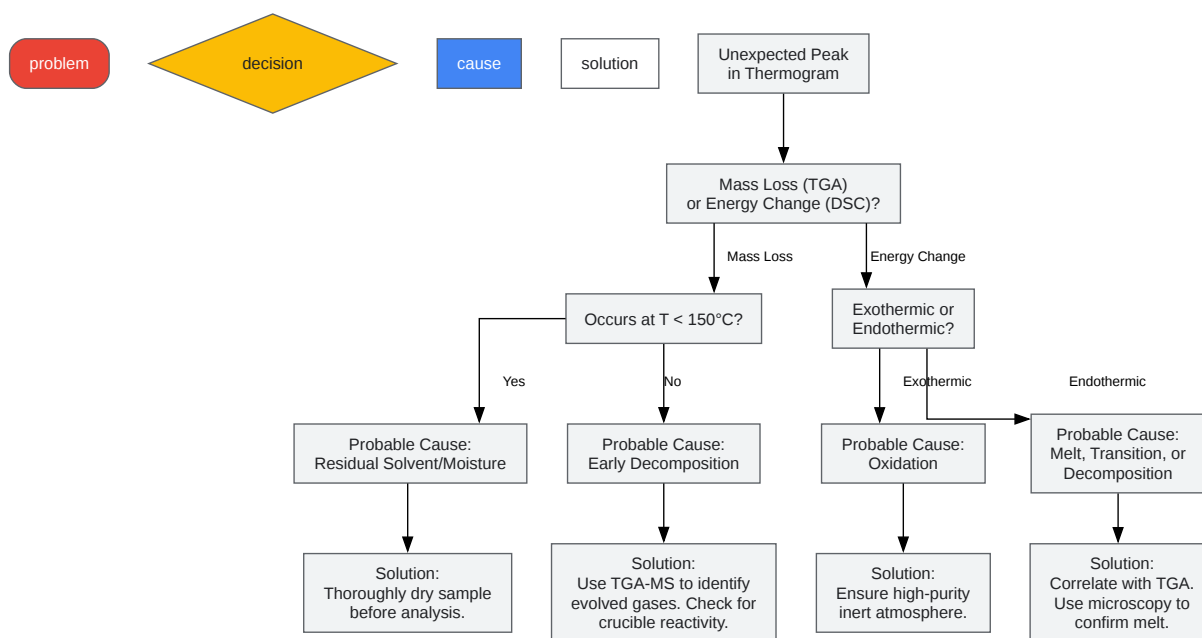 problem
decision
cause
solution
Unexpected Peak
in Thermogram
Mass Loss (TGA)
or Energy Change (DSC)?
Mass Loss
Energy Change
Occurs at T < 150°C?
Exothermic or
Endothermic?
Yes
No
Exothermic
Endothermic
Probable Cause:
Residual Solvent/Moisture
Probable Cause:
Early Decomposition
Probable Cause:
Oxidation
Probable Cause:
Melt, Transition, or
Decomposition
Solution:
Thoroughly dry sample
before analysis.
Solution:
Use TGA-MS to identify
evolved gases. Check for
crucible reactivity.
Solution:
Ensure high-purity
inert atmosphere.
Solution:
Correlate with TGA.
Use microscopy to
confirm melt.